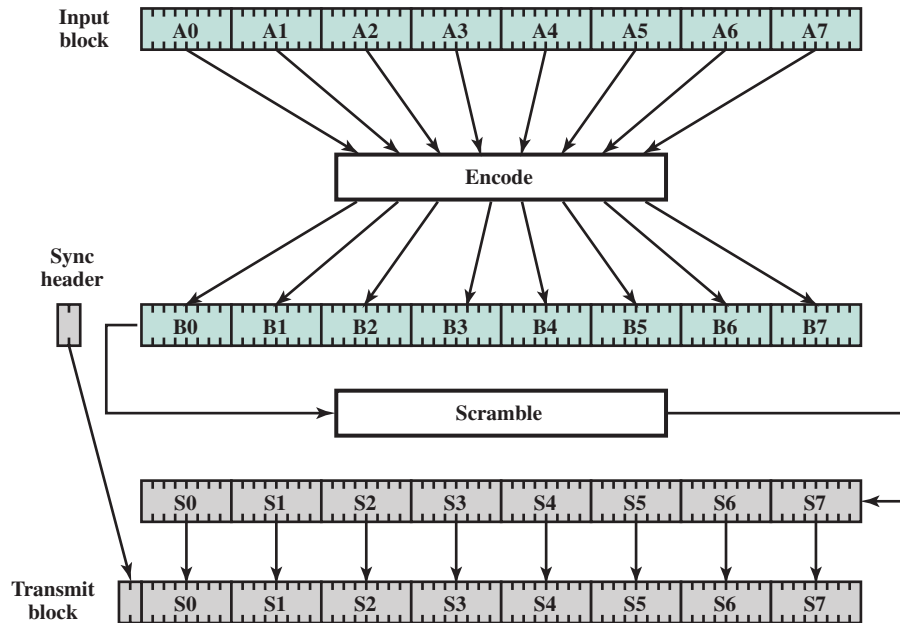 Input
block
A0 A1 A2 A3 A4 A5 A6 A7
Encode
Sync
header
B0 B1 B2 B3 B4 B5 B6 B7
Scramble
S0 S1 S2 S3 S4 S5 S6 S7
Transmit
block
S0 S1 S2 S3 S4 S5 S6 S7